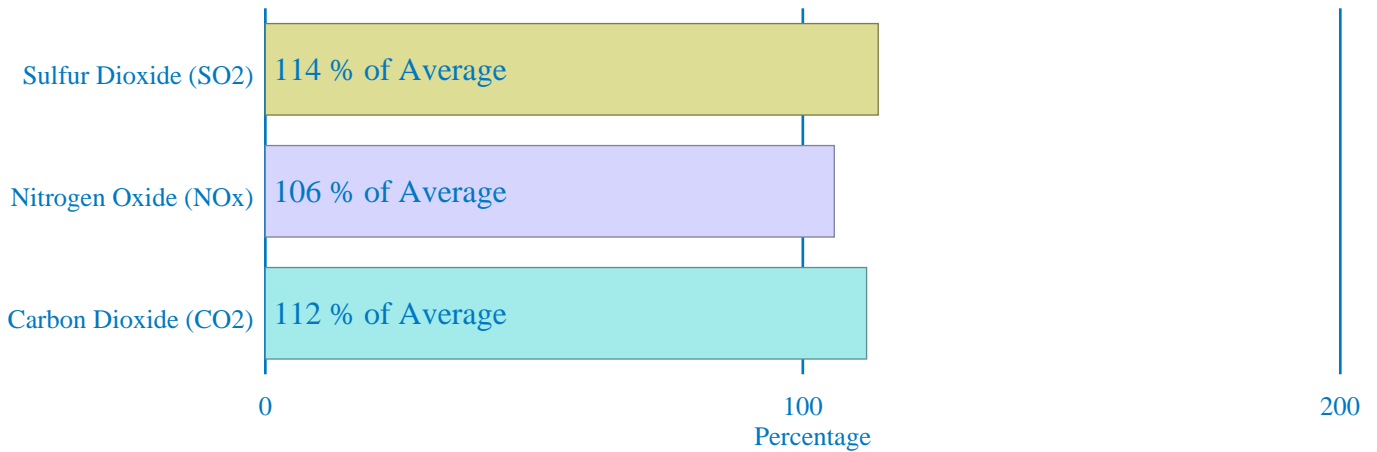 Sulfur Dioxide (SO2)
114 % of Average
Nitrogen Oxide (NOx)
106 % of Average
Carbon Dioxide (CO2)
112 % of Average
0
100
200
Percentage